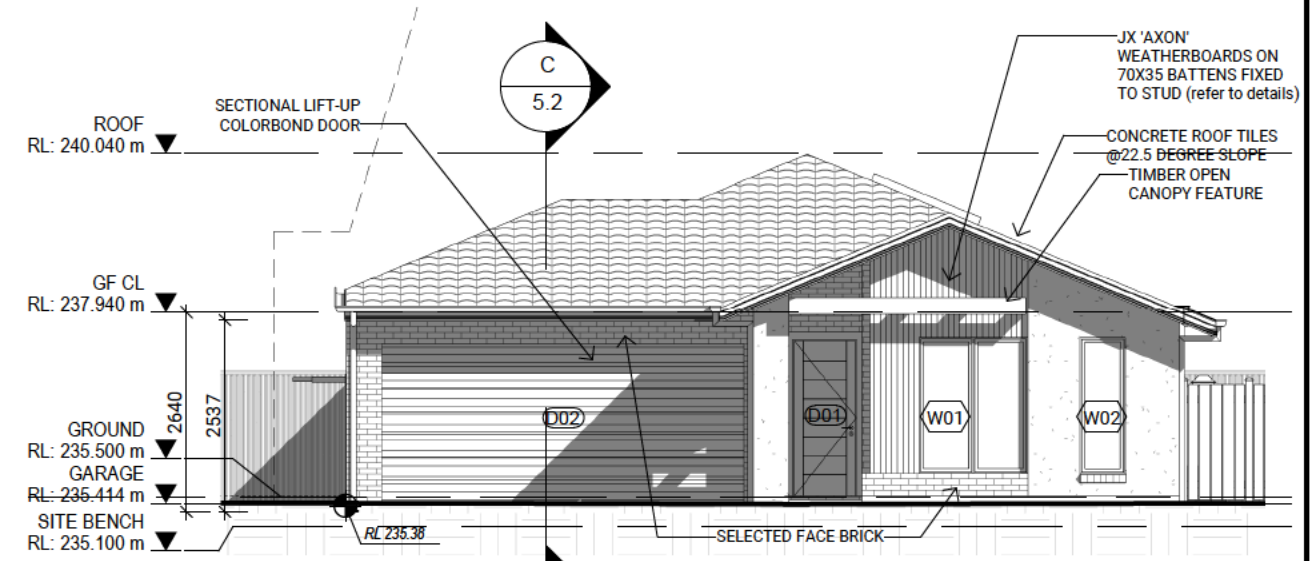 C
5.2
JX 'AXON'
WEATHERBOARDS ON
70X35 BATTENS FIXED
TO STUD (refer to details)
SECTIONAL LIFT-UP
COLORBOND DOOR
ROOF
RL: 240.040 m
CONCRETE ROOF TILES
@22.5 DEGREE SLOPE
TIMBER OPEN
CANOPY FEATURE
GF CL
RL: 237.940 m
2640
2537
D02
D01
W01
W02
GROUND
RL: 235.500 m
GARAGE
RL: 235.414 m
SITE BENCH
RL: 235.100 m
RL 235.38
SELECTED FACE BRICK